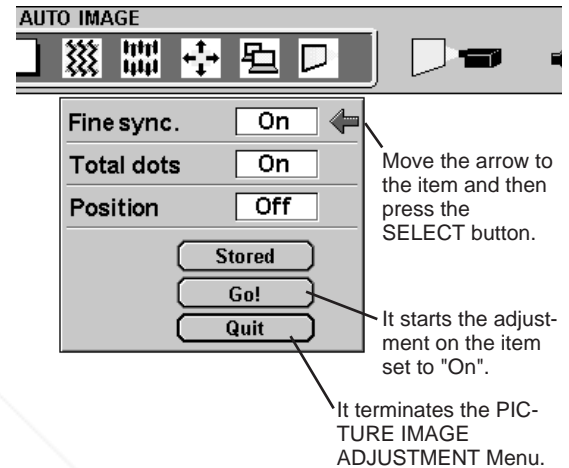 AUTO IMAGE
Fine sync. On
Total dots On
Position Off
Stored
Go!
Quit
Move the arrow to
the item and then
press the
SELECT button.
It starts the adjust-
ment on the item
set to "On".
It terminates the PIC-
TURE IMAGE
ADJUSTMENT Menu.